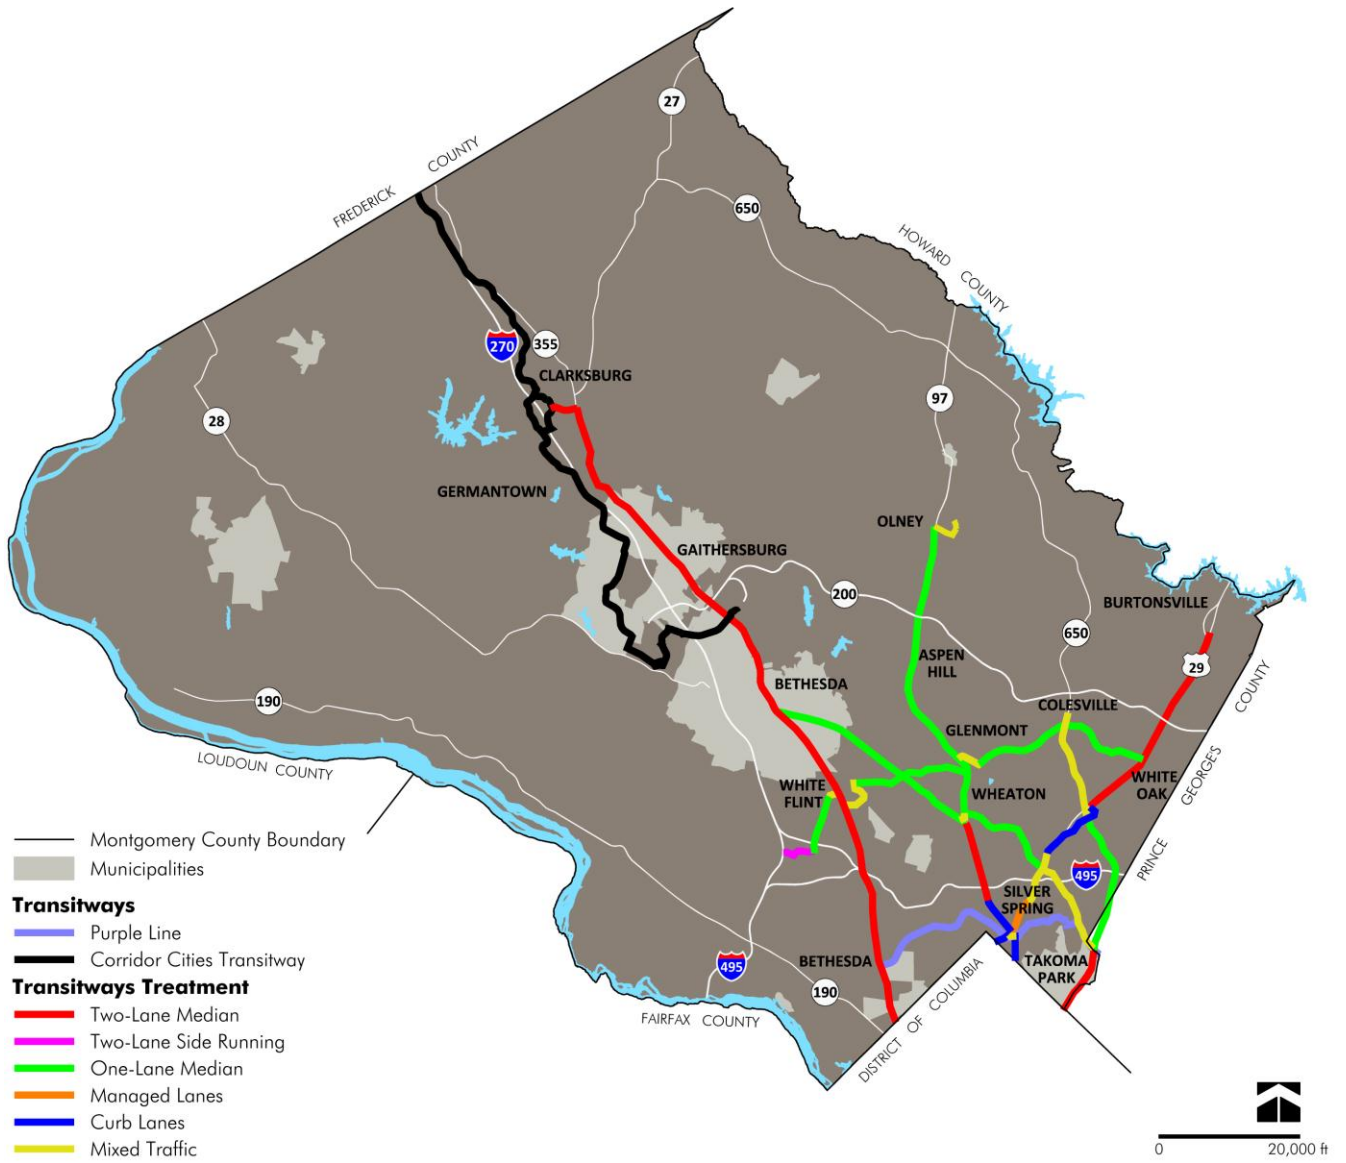 27
FREDERICK COUNTY
650
HOWARD COUNTY
270
355
CLARKSBURG
97
28
GERMANTOWN
OLNEY
GAITHERSBURG
200
BURTONSVILLE
650
ASPEN
HILL
29
BETHESDA
190
COLESVILLE
GLENMONT
LOUDOUN COUNTY
WHITE
FLINT
WHEATON
WHITE
OAK
PRINCE GEORGE'S COUNTY
495
SILVER
SPRING
BETHESDA
TAKOMA
PARK
495
190
FAIRFAX COUNTY
DISTRICT OF COLUMBIA
Montgomery County Boundary
Municipalities
Transitways
Purple Line
Corridor Cities Transitway
Transitways Treatment
Two-Lane Median
Two-Lane Side Running
One-Lane Median
Managed Lanes
Curb Lanes
Mixed Traffic
0 20,000 ft